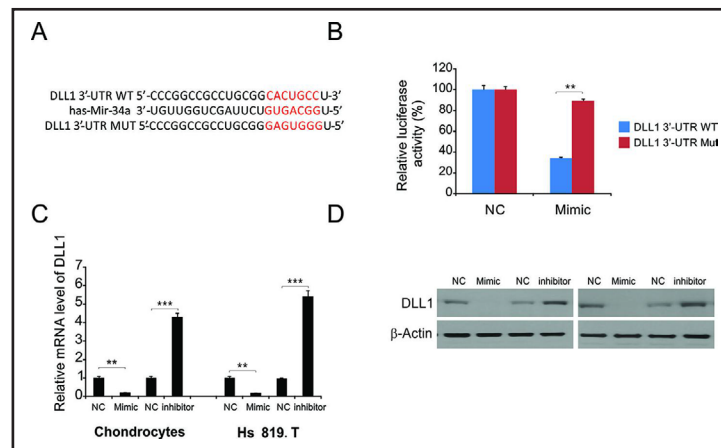 A
DLL1 3'-UTR WT 5'-CCCGGCCGCCTGCGGCACTGCCU-3'
has-Mir-34a 3'-UGUUGGUCGAUUCUGUGACGGU-5'
DLL1 3'-UTR MUT 5'-CCCGGCCGCCTGCGGGAGTGGGU-5'
B
Relative luciferase activity (%)
120
100
80
60
40
20
0
**
NC
Mimic
DLL1 3'-UTR WT
DLL1 3'-UTR Mut
C
Relative mRNA level of DLL1
7
6
5
4
3
2
1
**
***
**
***
NC Mimic NC inhibitor NC Mimic NC inhibitor
Chondrocytes Hs 819. T
D
NC Mimic NC inhibitor NC Mimic NC inhibitor
DLL1
β-Actin